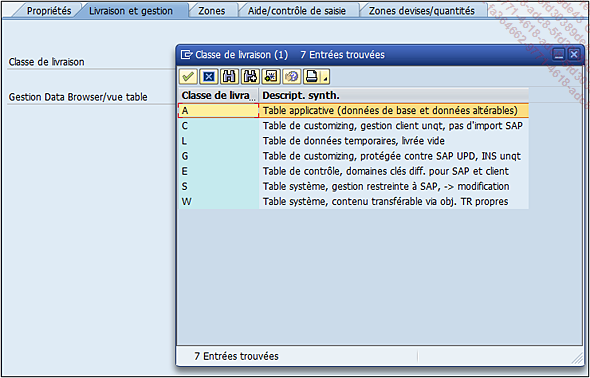 Propriétés Livraison et gestion Zones Aide/contrôle de saisie Zones devises/quantités
Classe de livraison
Gestion Data Browser/vue table
Classe de livraison (1) 7 Entrées trouvées
Classe de livra.. Descript. synth.
A Table applicative (données de base et données altérables)
C Table de customizing, gestion client unqt, pas d'import SAP
L Table de données temporaires, livrée vide
G Table de customizing, protégée contre SAP UPD, INS unqt
E Table de contrôle, domaines clés diff. pour SAP et client
S Table système, gestion restreinte à SAP, -> modification
W Table système, contenu transférable via obj. TR propres
7 Entrées trouvées